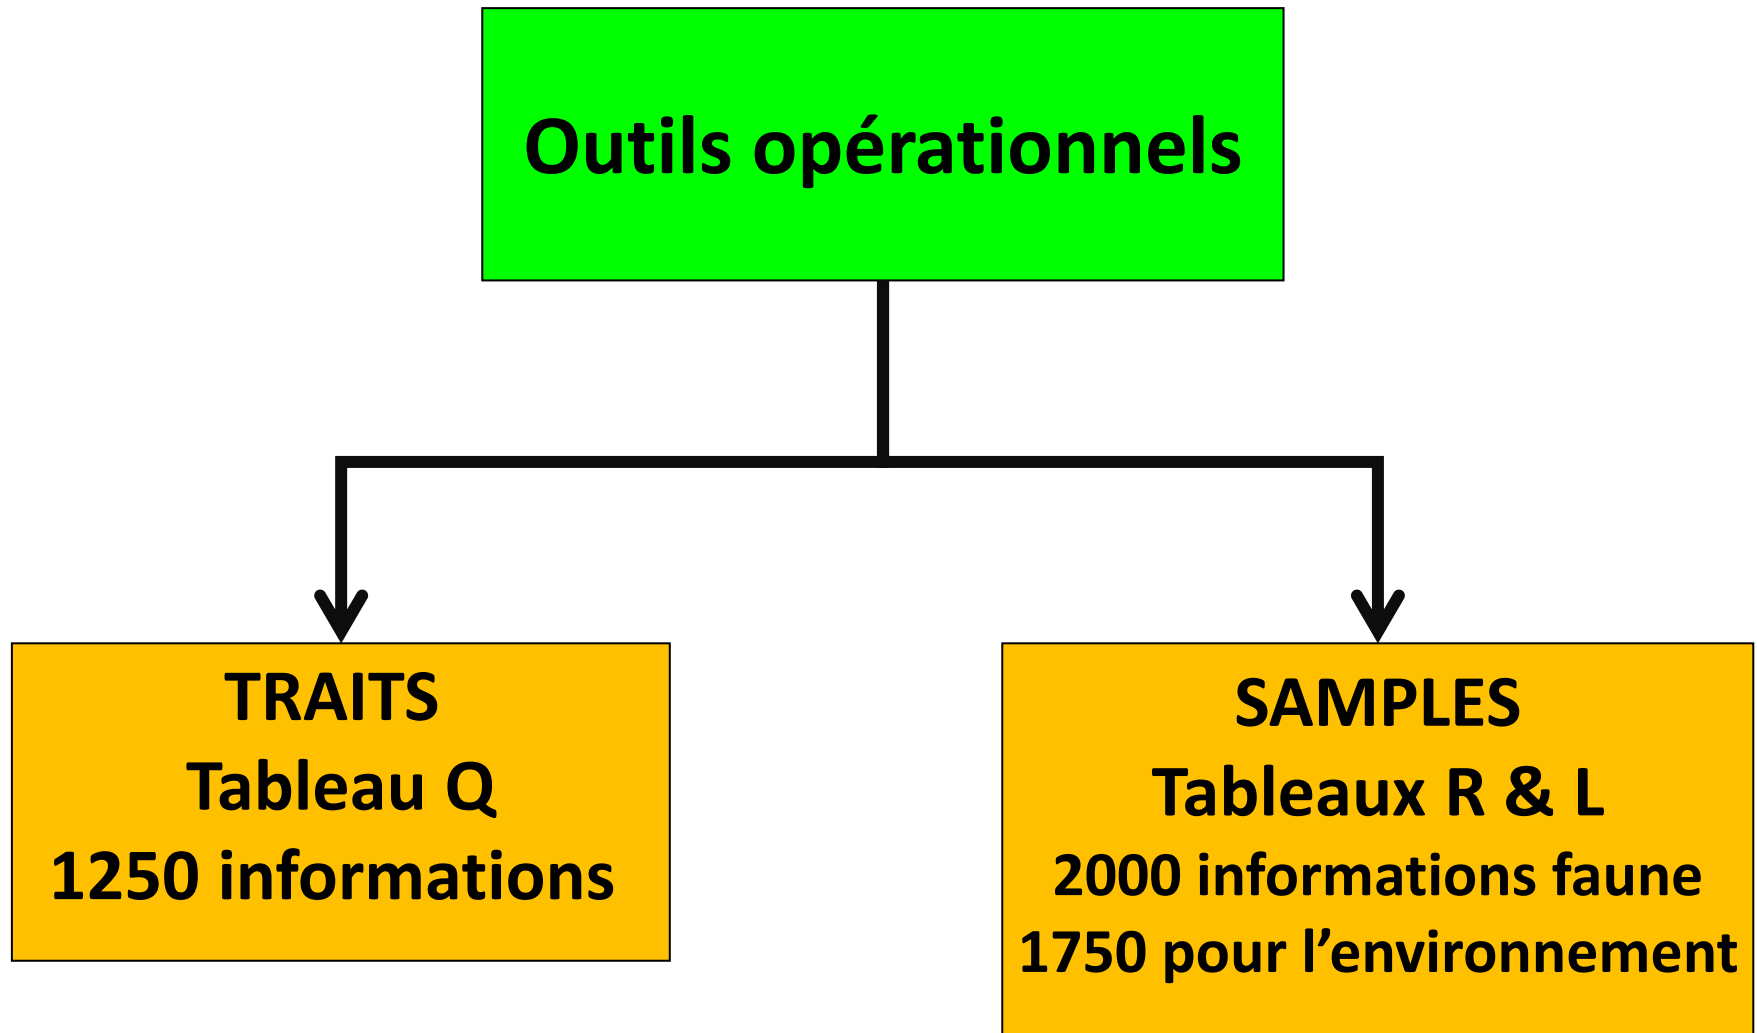 Outils opérationnels
TRAITS
Tableau Q
1250 informations
SAMPLES
Tableaux R & L
2000 informations faune
1750 pour l’environnement